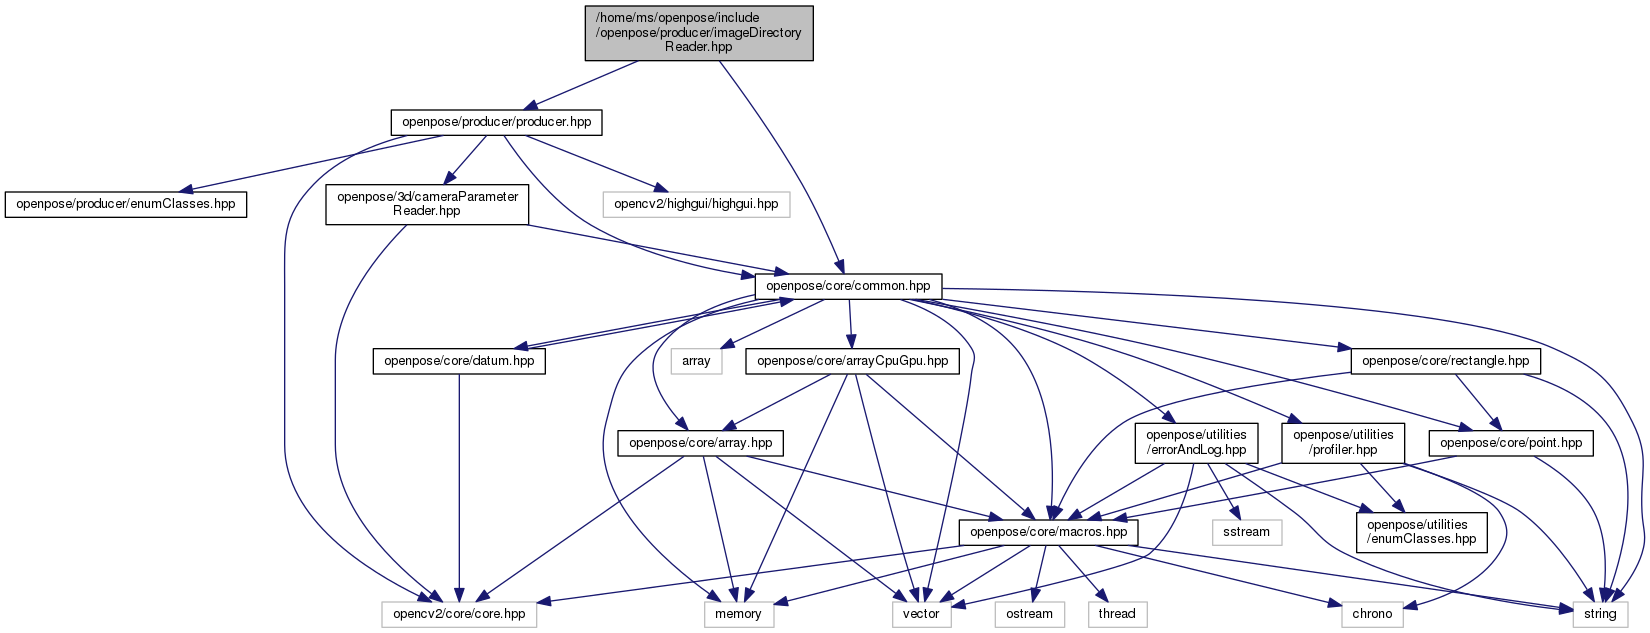 /home/ms/openpose/include
/openpose/producer/imageDirectory
Reader.hpp
openpose/producer/producer.hpp
openpose/producer/enumClasses.hpp
openpose/3d/cameraParameter
Reader.hpp
opencv2/highgui/highgui.hpp
openpose/core/common.hpp
openpose/core/datum.hpp
array
openpose/core/arrayCpuGpu.hpp
openpose/core/rectangle.hpp
openpose/core/array.hpp
openpose/utilities
/errorAndLog.hpp
openpose/utilities
/profiler.hpp
openpose/core/point.hpp
openpose/core/macros.hpp
sstream
openpose/utilities
/enumClasses.hpp
opencv2/core/core.hpp
memory
vector
ostream
thread
chrono
string